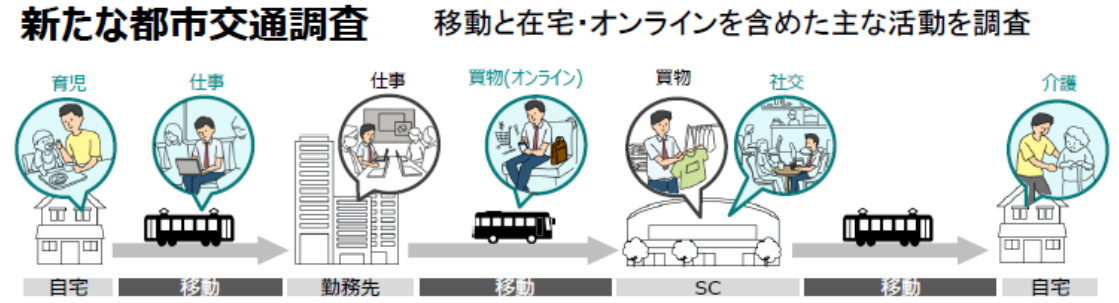 新たな都市交通調査
移動と在宅・オンラインを含めた主な活動を調査
育児
仕事
仕事
買物(オンライン)
買物
社交
介護
自宅
移動
勤務先
移動
SC
移動
自宅